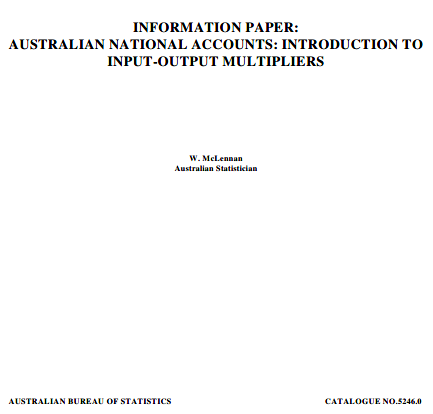 INFORMATION PAPER:
AUSTRALIAN NATIONAL ACCOUNTS: INTRODUCTION TO
INPUT-OUTPUT MULTIPLIERS
W. McLennan
Australian Statistician
AUSTRALIAN BUREAU OF STATISTICS CATALOGUE NO.5246.0